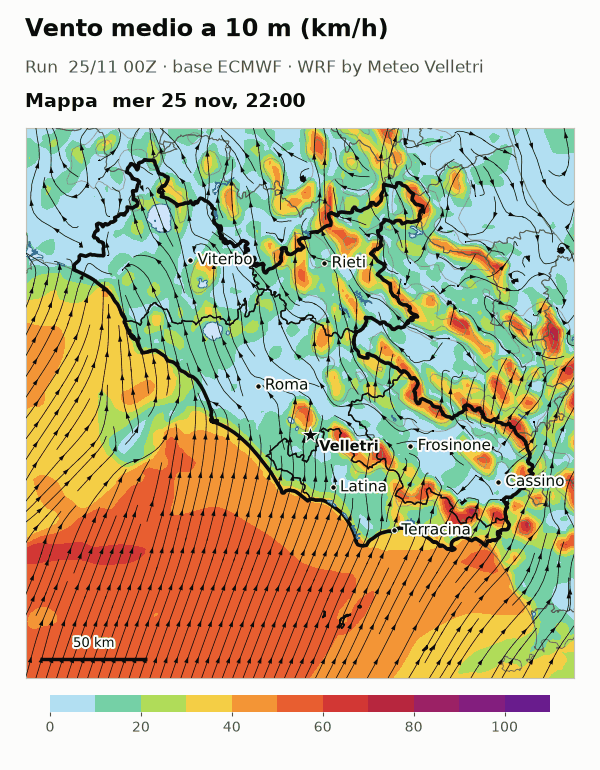 Vento medio a 10 m (km/h)
Run  25/11 00Z · base ECMWF · WRF by Meteo Velletri
Mappa  mer 25 nov, 22:00
Viterbo
Rieti
Roma
Velletri
Frosinone
Latina
Cassino
Terracina
50 km
0 20 40 60 80 100